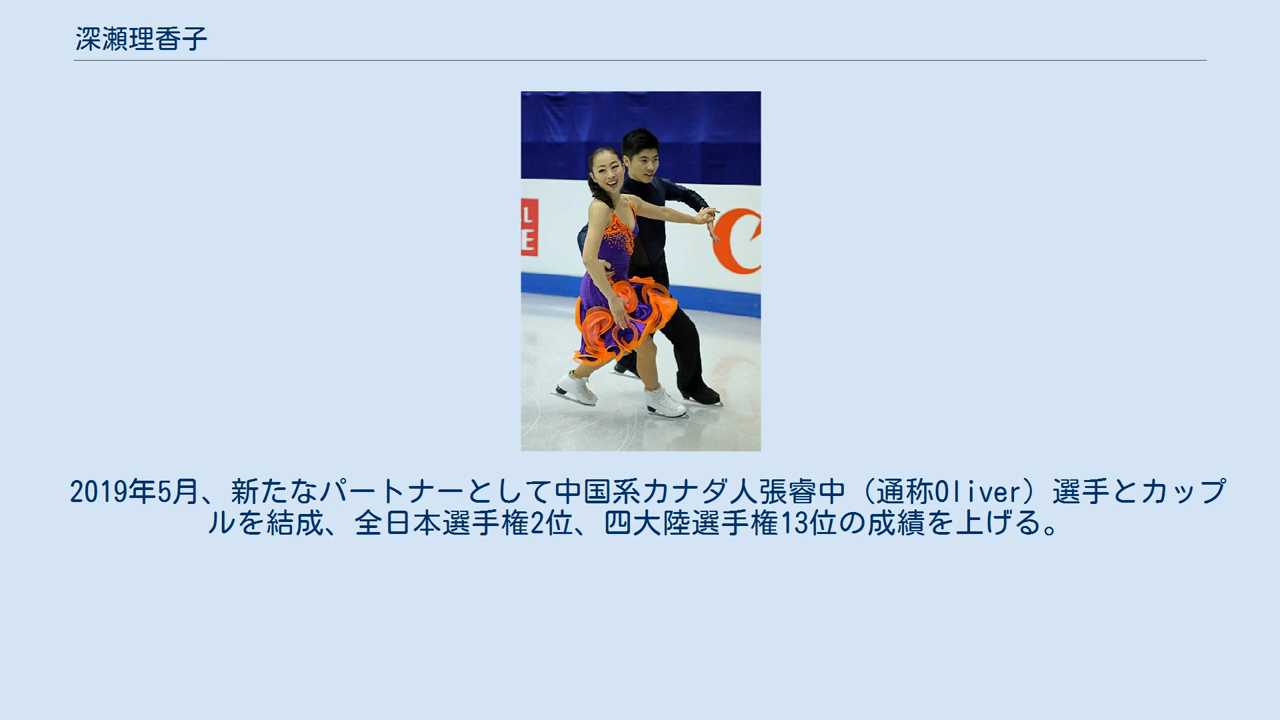 深瀬理香子
L
E
2019年5月、新たなパートナーとして中国系カナダ人張睿中（通称Oliver）選手とカップ
ルを結成、全日本選手権2位、四大陸選手権13位の成績を上げる。